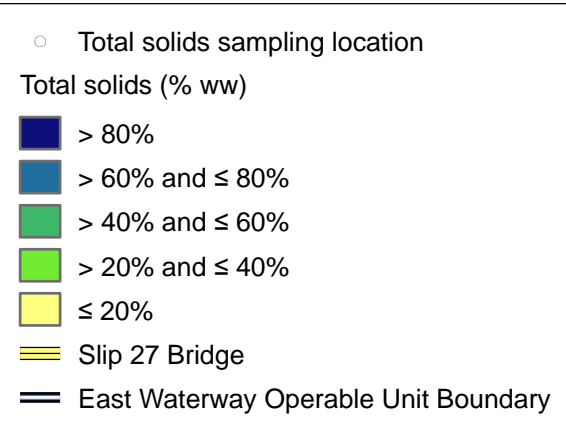 Total solids sampling location
Total solids (% ww)
> 80%
> 60% and ≤ 80%
> 40% and ≤ 60%
> 20% and ≤ 40%
≤ 20%
Slip 27 Bridge
East Waterway Operable Unit Boundary